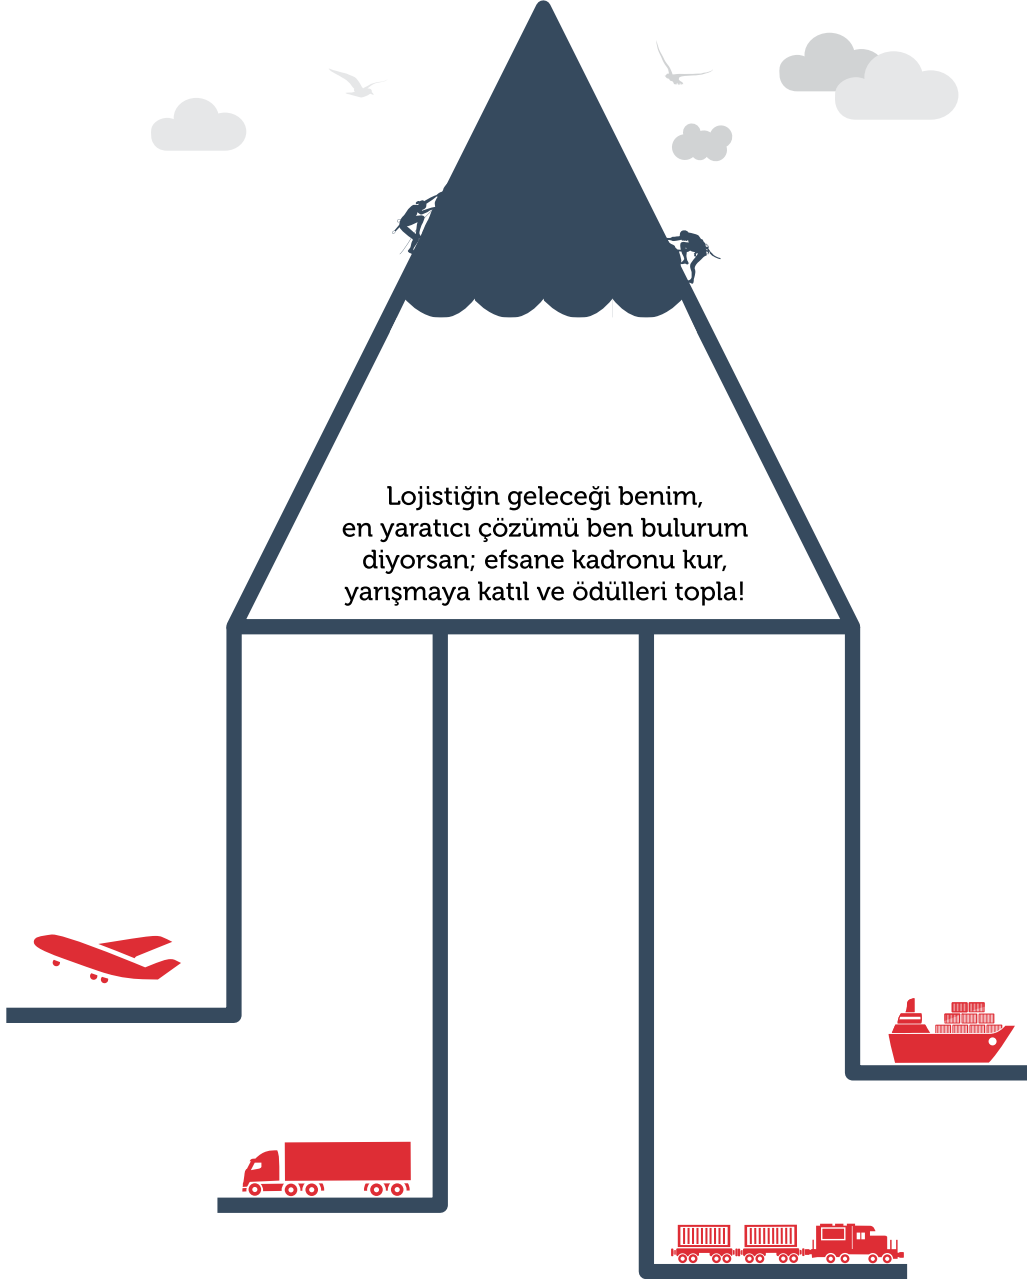 Lojistiğin geleceği benim,
en yaratıcı çözümü ben bulurum
diyorsan; efsane kadronu kur,
yarışmaya katıl ve ödülleri topla!